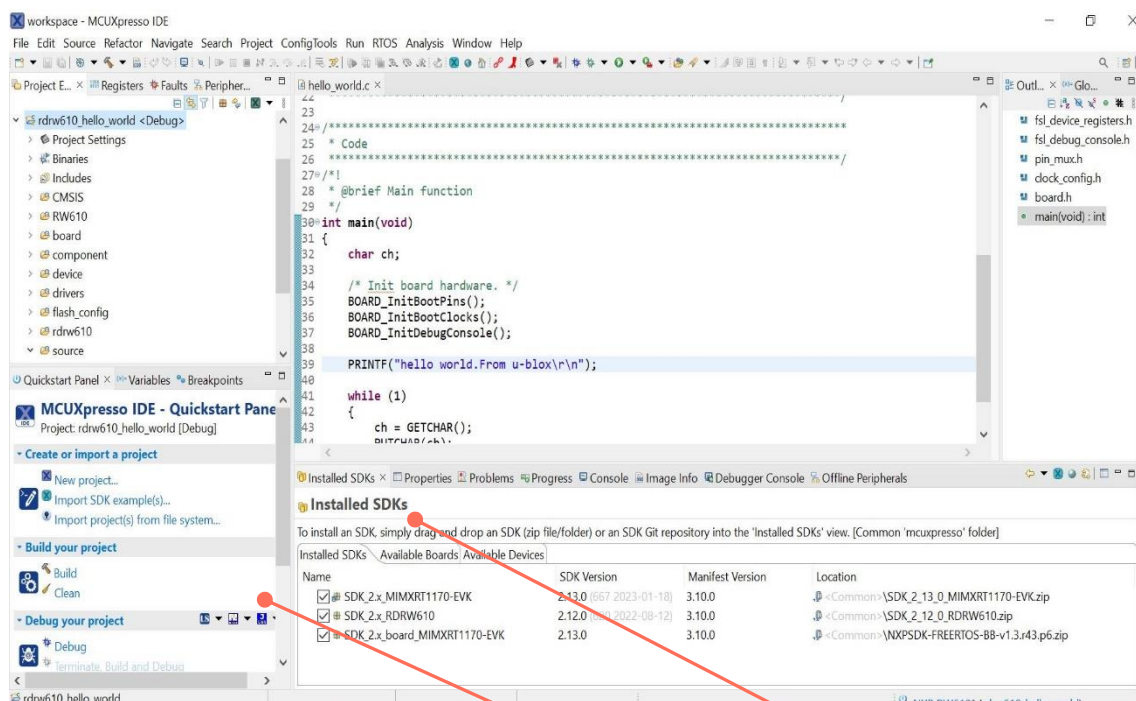 workspace - MCUXpresso IDE
File Edit Source Refactor Navigate Search Project ConfigTools Run RTOS Analysis Window Help
Project E... Registers Faults Peripher...
rdrw610_hello_world <Debug>
Project Settings
Binaries
Includes
CMSIS
RW610
board
component
device
drivers
flash_config
rdrw610
source
hello_world.c
22 */
23
24 /*******************************************************************************
25 * Code
26 ******************************************************************************/
27 /*!
28 * @brief Main function
29 */
30 int main(void)
31 {
32 char ch;
33
34 /* Init board hardware. */
35 BOARD_InitBootPins();
36 BOARD_InitBootClocks();
37 BOARD_InitDebugConsole();
38
39 PRINTF("hello world.From u-blox\r\n");
40
41 while (1)
42 {
43 ch = GETCHAR();
44 PUTCHAR(ch);
Outl... Glo...
fsl_device_registers.h
fsl_debug_console.h
pin_mux.h
clock_config.h
board.h
main(void) : int
Quickstart Panel Variables Breakpoints
IDE
MCUXpresso IDE - Quickstart Pane
Project: rdrw610_hello_world [Debug]
Create or import a project
New project...
Import SDK example(s)...
Import project(s) from file system...
Build your project
Build
Clean
Debug your project
Debug
Terminate, Build and Debug
Installed SDKs Properties Problems Progress Console Image Info Debugger Console Offline Peripherals
Installed SDKs
To install an SDK, simply drag and drop an SDK (zip file/folder) or an SDK Git repository into the 'Installed SDKs' view. [Common 'mcuxpresso' folder]
Installed SDKs Available Boards Available Devices
Name SDK Version Manifest Version Location
SDK_2.x_MIMXRT1170-EVK 2.13.0 (667 2023-01-18) 3.10.0 <Common>\SDK_2_13_0_MIMXRT1170-EVK.zip
SDK_2.x_RDRW610 2.12.0 2022-08-12) 3.10.0 <Common>\SDK_2_12_0_RDRW610.zip
SDK_2.x_board_MIMXRT1170-EVK 2.13.0 3.10.0 <Common>\NXPSDK-FREERTOS-BB-v1.3.r43.p6.zip
rdrw610_hello_world